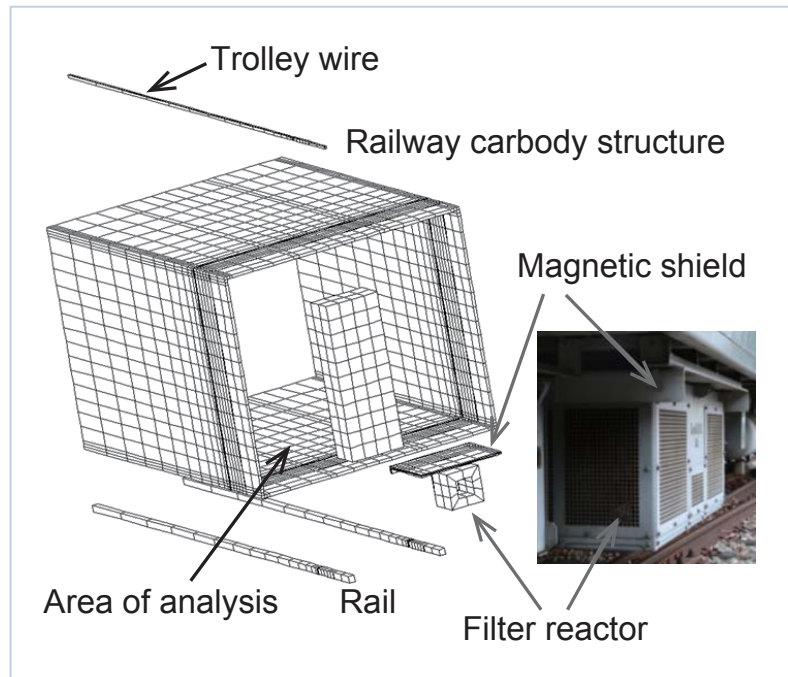 Trolley wire
Railway carbody structure
Magnetic shield
Area of analysis
Rail
Filter reactor